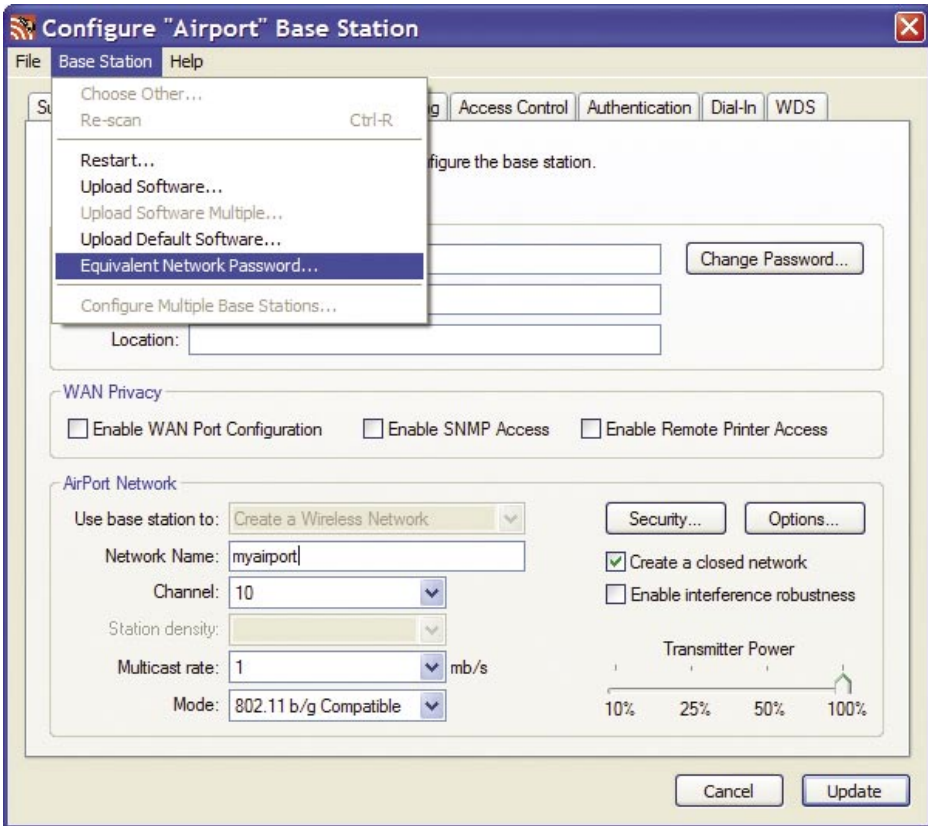 Configure "Airport" Base Station
File Base Station Help
Choose Other...
Re-scan Ctrl-R
Restart...
Upload Software...
Upload Software Multiple...
Upload Default Software...
Equivalent Network Password...
Configure Multiple Base Stations...
Access Control Authentication Dial-In WDS
figure the base station.
Change Password...
Location:
WAN Privacy
Enable WAN Port Configuration Enable SNMP Access Enable Remote Printer Access
AirPort Network
Use base station to: Create a Wireless Network Security... Options...
Network Name: myairport Create a closed network
Channel: 10 Enable interference robustness
Station density:
Transmitter Power
Multicast rate: 1 mb/s
Mode: 802.11 b/g Compatible 10% 25% 50% 100%
Cancel Update